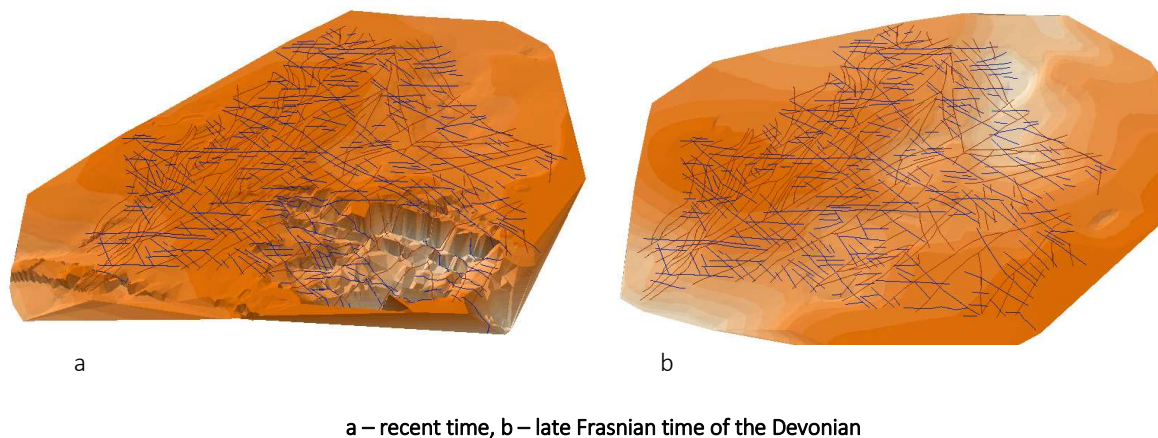 a
b
a – recent time, b – late Frasnian time of the Devonian